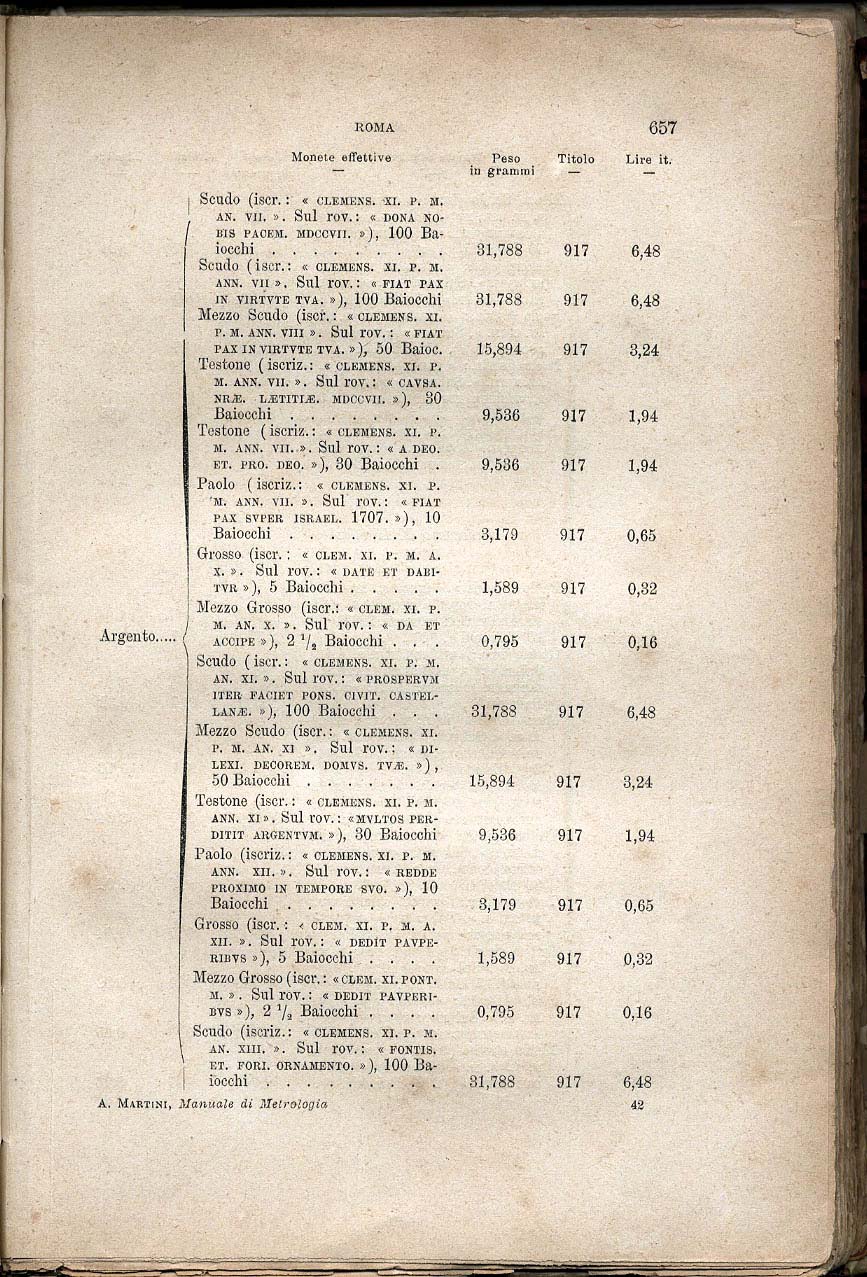 ROMA 657
Monete effettive Peso in grammi Titolo Lire it.
Scudo (iscr.: « CLEMENS. XI. P. M.
AN. VII. ». Sul rov.: « DONA NO-
BIS PACEM. MDCCVII. »), 100 Ba-
iocchi . . . . . . . . . 31,788 917 6,48
Scudo (iscr.: « CLEMENS. XI. P. M.
ANN. VII ». Sul rov.: « FIAT PAX
IN VIRTVTE TVA. »), 100 Baiocchi 31,788 917 6,48
Mezzo Scudo (iscr.: « CLEMENS. XI.
P. M. ANN. VIII ». Sul rov.: « FIAT
PAX IN VIRTVTE TVA. »), 50 Baioc. . 15,894 917 3,24
Testone (iscriz.: « CLEMENS. XI. P.
M. ANN. VII. ». Sul rov.: « CAVSA.
NRÆ. LÆTITIÆ. MDCCVII. »), 30
Baiocchi . . . . . . . . 9,536 917 1,94
Testone (iscriz.: « CLEMENS. XI. P.
M. ANN. VII. ». Sul rov.: « A DEO.
ET. PRO. DEO. »), 30 Baiocchi . 9,536 917 1,94
Paolo (iscriz.: « CLEMENS. XI. P.
M. ANN. VII. ». Sul rov.: « FIAT
PAX SVPER ISRAEL. 1707. »), 10
Baiocchi . . . . . . . . 3,179 917 0,65
Grosso (iscr.: « CLEM. XI. P. M. A.
X. ». Sul rov.: « DATE ET DABI-
TVR »), 5 Baiocchi . . . . . 1,589 917 0,32
Mezzo Grosso (iscr.: « CLEM. XI. P.
M. AN. X. ». Sul rov.: « DA ET
Argento..... ACCIPE »), 2 1/2 Baiocchi . . . 0,795 917 0,16
Scudo (iscr.: « CLEMENS. XI. P. M.
AN. XI. ». Sul rov.: « PROSPERVM
ITER FACIET PONS. CIVIT. CASTEL-
LANÆ. »), 100 Baiocchi . . . 31,788 917 6,48
Mezzo Scudo (iscr.: « CLEMENS. XI.
P. M. AN. XI ». Sul rov.: « DI-
LEXI. DECOREM. DOMVS. TVÆ. »),
50 Baiocchi . . . . . . . 15,894 917 3,24
Testone (iscr.: « CLEMENS. XI. P. M.
ANN. XI ». Sul rov.: « MVLTOS PER-
DITIT ARGENTVM. »), 30 Baiocchi 9,536 917 1,94
Paolo (iscriz.: « CLEMENS. XI. P. M.
ANN. XII. ». Sul rov.: « REDDE
PROXIMO IN TEMPORE SVO. »), 10
Baiocchi . . . . . . . . 3,179 917 0,65
Grosso (iscr.: « CLEM. XI. P. M. A.
XII. ». Sul rov.: « DEDIT PAVPE-
RIBVS »), 5 Baiocchi . . . . 1,589 917 0,32
Mezzo Grosso (iscr.: « CLEM. XI. PONT.
M. ». Sul rov.: « DEDIT PAVPERI-
BVS »), 2 1/2 Baiocchi . . . . 0,795 917 0,16
Scudo (iscriz.: « CLEMENS. XI. P. M.
AN. XIII. ». Sul rov.: « FONTIS.
ET. FORI. ORNAMENTO. »), 100 Ba-
iocchi . . . . . . . . . 31,788 917 6,48
A. MARTINI, Manuale di Metrologia 42